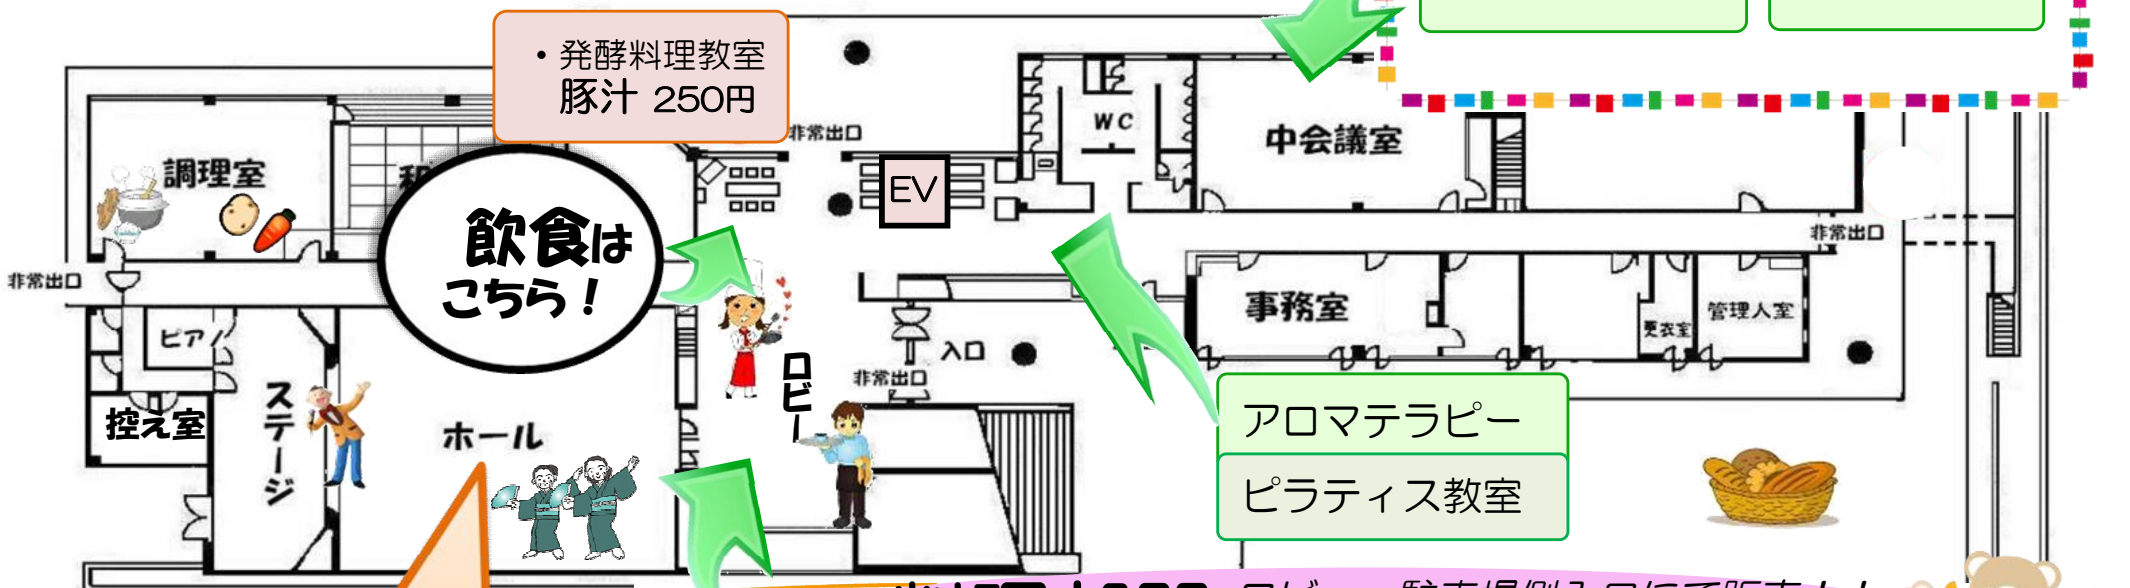 ・発酵料理教室
豚汁 250円
非常出口
WC
中会議室
調理室
EV
飲食は
こちら！
非常出口
非常出口
ピアノ
事務室
更衣室
管理人室
入口
ロビー
非常出口
ステージ
控え室
ホール
アロマテラピー
ピラティス教室